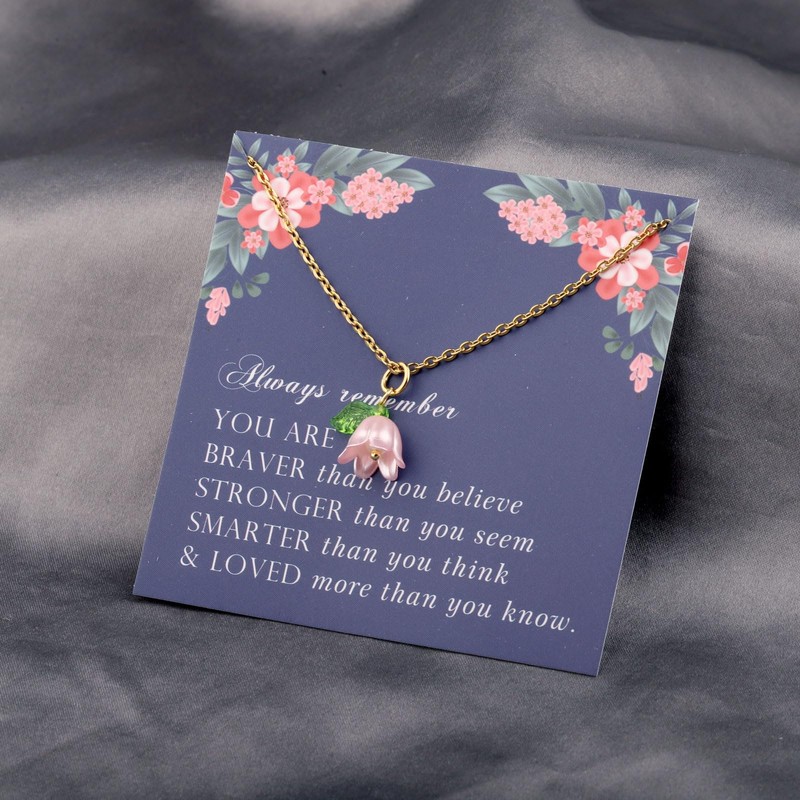 Always remember
YOU ARE
BRAVER than you believe
STRONGER than you seem
SMARTER than you think
& LOVED more than you know.